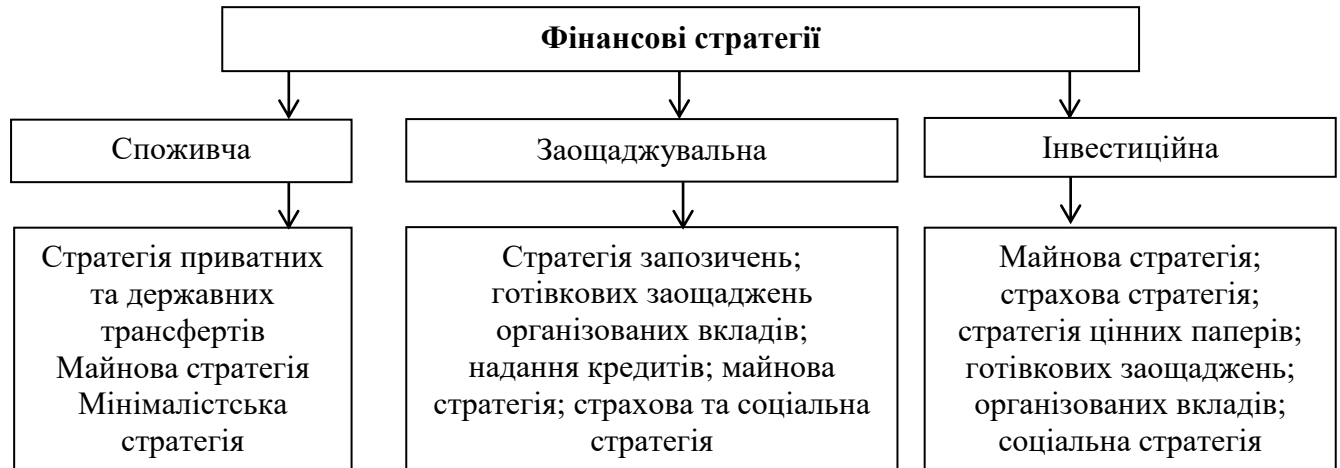 Фінансові стратегії
Споживча
Заощаджувальна
Інвестиційна
Стратегія приватних
та державних
трансфертів
Майнова стратегія
Мінімалістська
стратегія
Стратегія запозичень;
готівкових заощаджень
організованих вкладів;
надання кредитів; майнова
стратегія; страхова та соціальна
стратегія
Майнова стратегія;
страхова стратегія;
стратегія цінних паперів;
готівкових заощаджень;
організованих вкладів;
соціальна стратегія